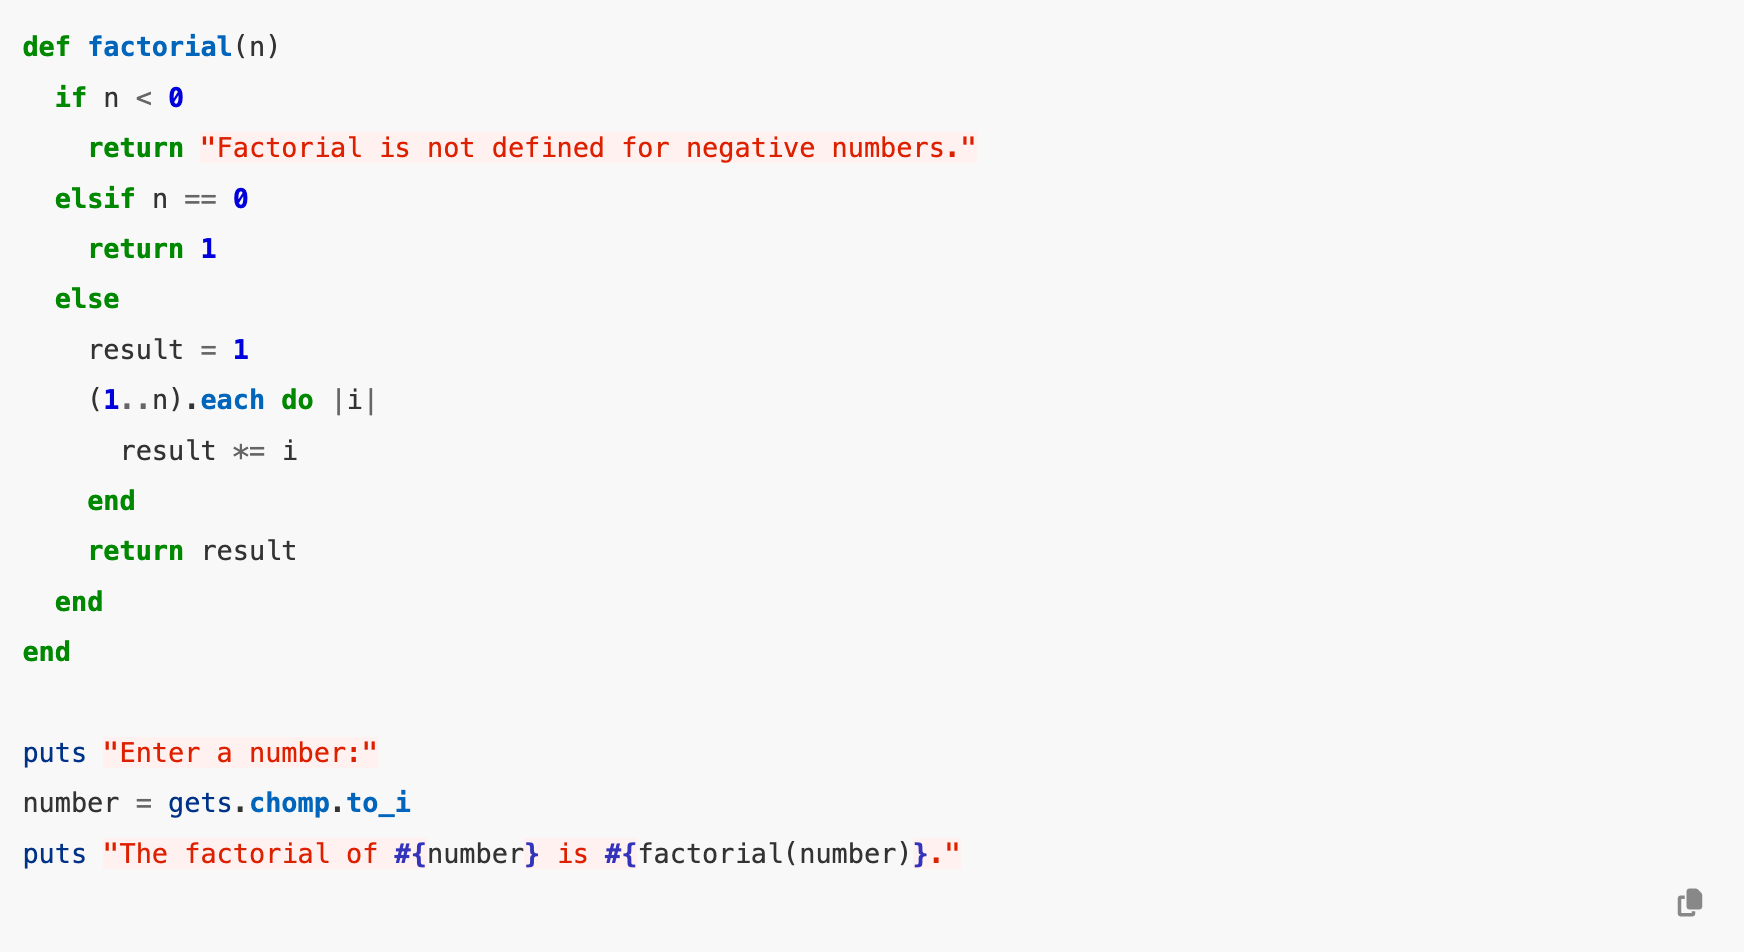 def factorial(n)
  if n < 0
    return "Factorial is not defined for negative numbers."
  elsif n == 0
    return 1
  else
    result = 1
    (1..n).each do |i|
      result *= i
    end
    return result
  end
end

puts "Enter a number:"
number = gets.chomp.to_i
puts "The factorial of #{number} is #{factorial(number)}."